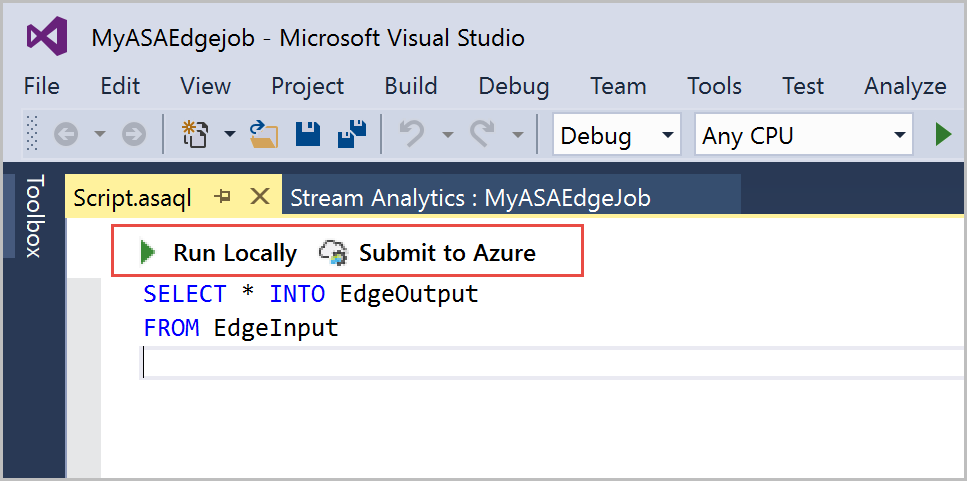 MyASAEdgejob - Microsoft Visual Studio
File Edit View Project Build Debug Team Tools Test Analyze
Debug Any CPU
Toolbox
Script.asaql Stream Analytics : MyASAEdgeJob
Run Locally Submit to Azure
SELECT * INTO EdgeOutput
FROM EdgeInput